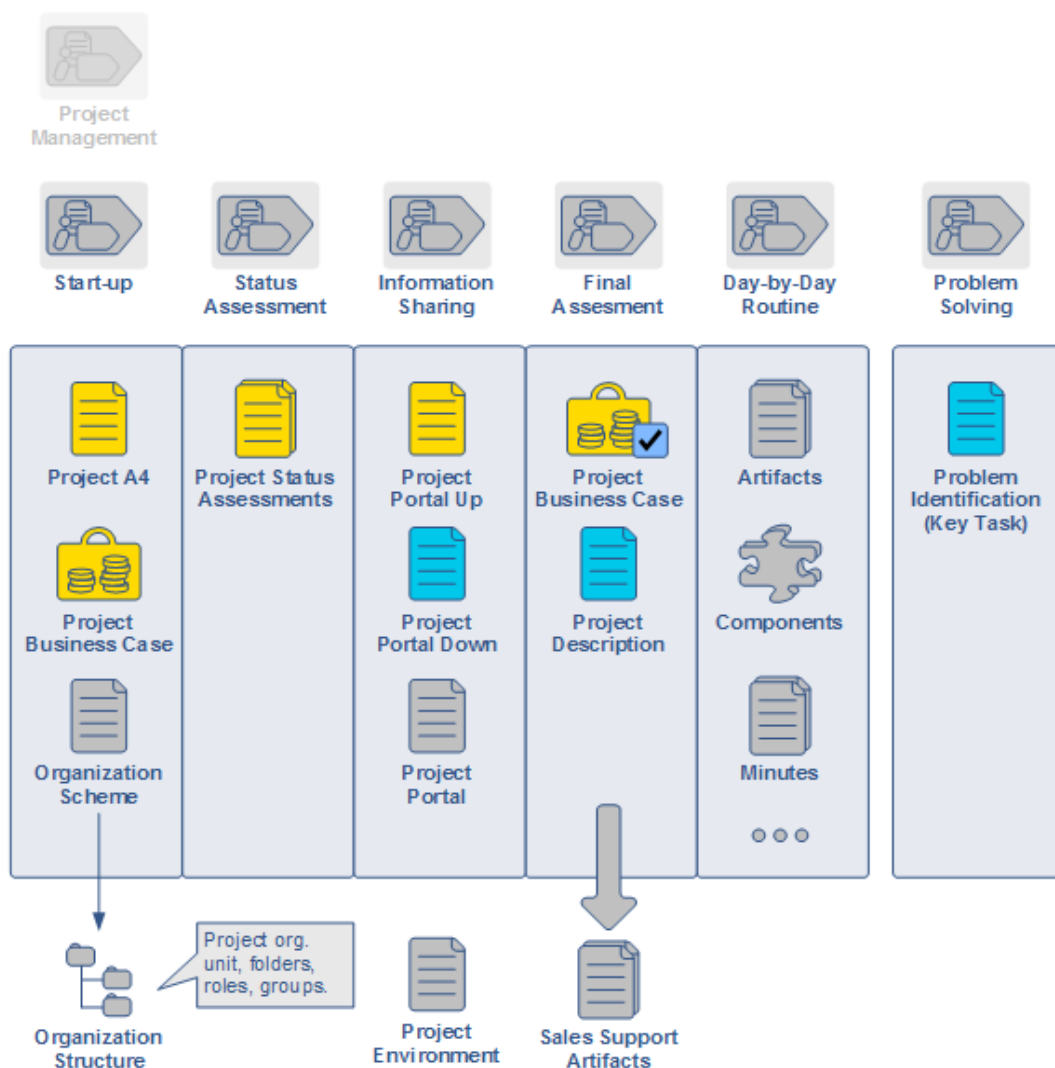 Project
Management
Start-up
Status
Assessment
Information
Sharing
Final
Assesment
Day-by-Day
Routine
Problem
Solving
Project A4
Project Status
Assessments
Project
Portal Up
Project
Business Case
Artifacts
Problem
Identification
(Key Task)
Project
Business Case
Project
Portal Down
Project
Description
Components
Organization
Scheme
Project
Portal
Minutes
Project org.
unit, folders,
roles, groups.
Organization
Structure
Project
Environment
Sales Support
Artifacts